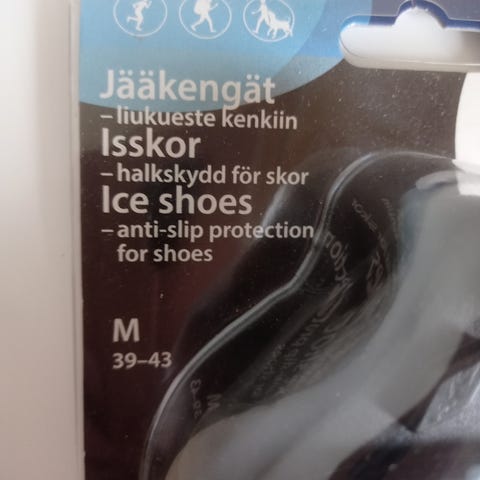 Jääkengät
–liukueste kenkiin
Isskor
–halkskydd för skor
Ice shoes
–anti-slip protection
for shoes
M
39–43